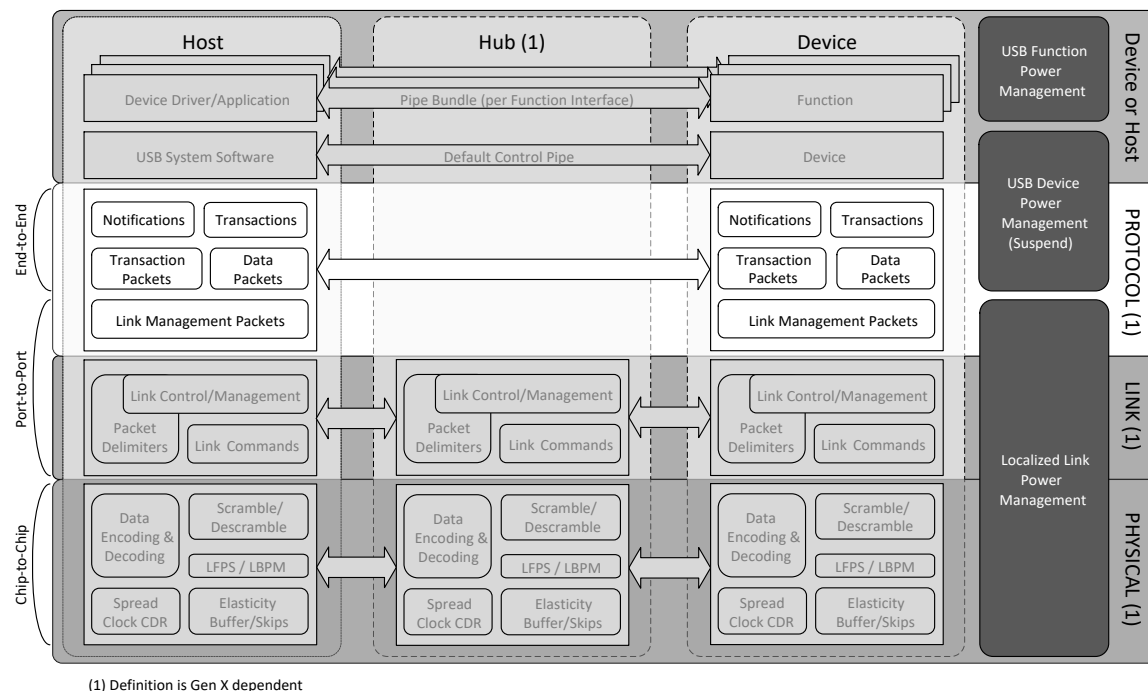 Host
Hub (1)
Device
Device Driver/Application
Pipe Bundle (per Function Interface)
Function
USB System Software
Default Control Pipe
Device
USB Function
Power
Management
Device or Host
End-to-End
Notifications
Transactions
Transaction
Packets
Data
Packets
Link Management Packets
Notifications
Transactions
Transaction
Packets
Data
Packets
Link Management Packets
USB Device
Power
Management
(Suspend)
PROTOCOL (1)
Port-to-Port
Link Control/Management
Packet
Delimiters
Link Commands
Link Control/Management
Packet
Delimiters
Link Commands
Link Control/Management
Packet
Delimiters
Link Commands
LINK (1)
Localized Link
Power
Management
Chip-to-Chip
Data
Encoding &
Decoding
Scramble/
Descramble
LFPS / LBPM
Spread
Clock CDR
Elasticity
Buffer/Skips
Data
Encoding &
Decoding
Scramble/
Descramble
LFPS / LBPM
Spread
Clock CDR
Elasticity
Buffer/Skips
Data
Encoding &
Decoding
Scramble/
Descramble
LFPS / LBPM
Spread
Clock CDR
Elasticity
Buffer/Skips
PHYSICAL (1)
(1) Definition is Gen X dependent